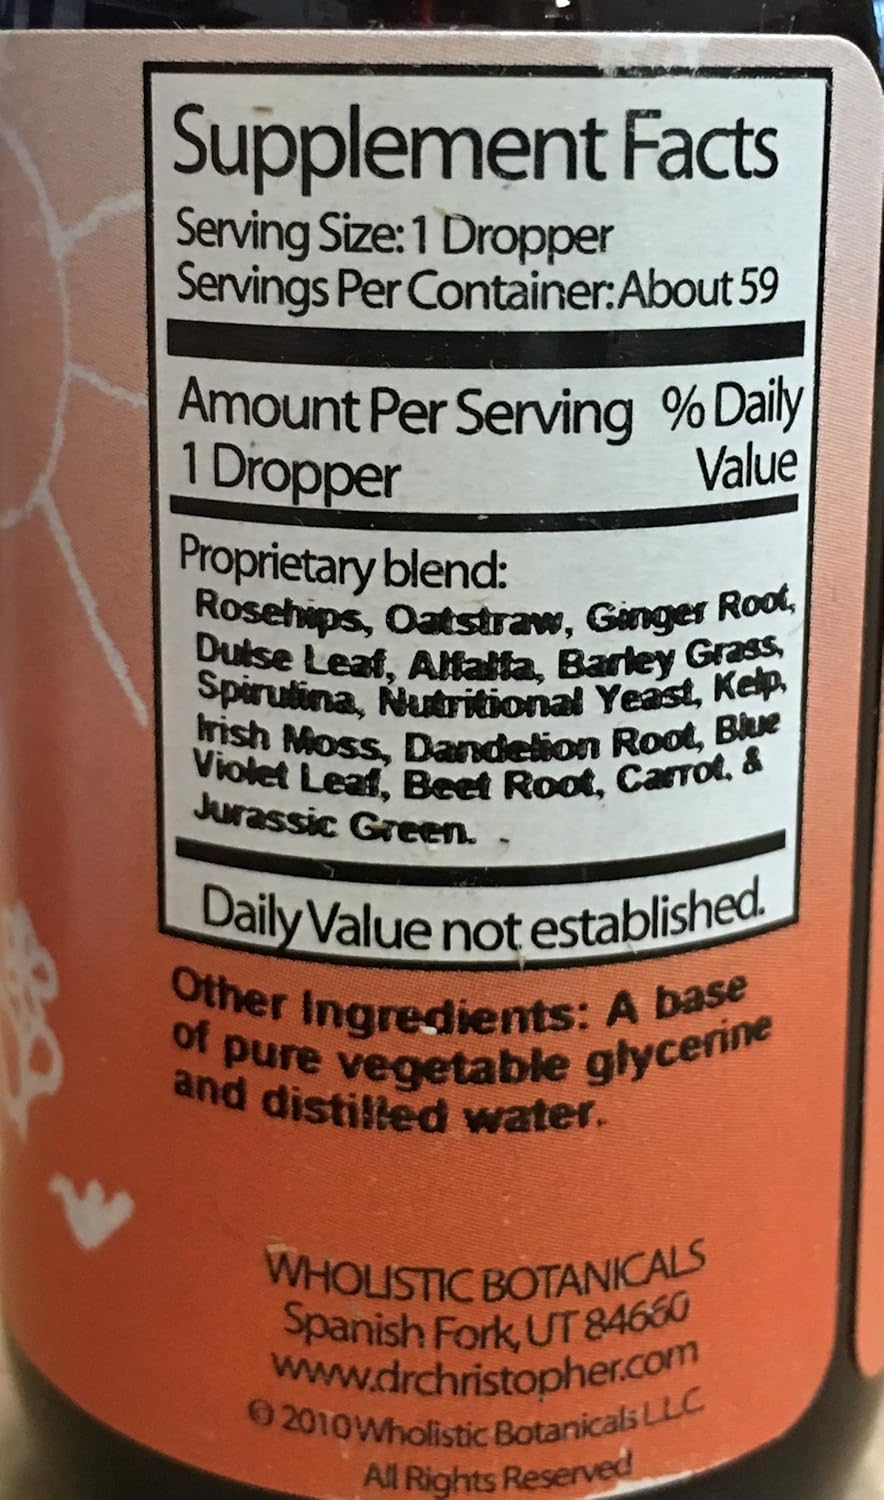 Supplement Facts
Serving Size: 1 Dropper
Servings Per Container: About 59
Amount Per Serving % Daily
1 Dropper Value
Proprietary blend:
Rosehips, Oatstraw, Ginger Root,
Dulse Leaf, Alfalfa, Barley Grass,
Spirulina, Nutritional Yeast, Kelp,
Irish Moss, Dandelion Root, Blue
Violet Leaf, Beet Root, Carrot, &
Jurassic Green.
Daily Value not established.
Other Ingredients: A base
of pure vegetable glycerine
and distilled water.
WHOLISTIC BOTANICALS
Spanish Fork, UT 84660
www.drchristopher.com
© 2010 Wholistic Botanicals LLC
All Rights Reserved